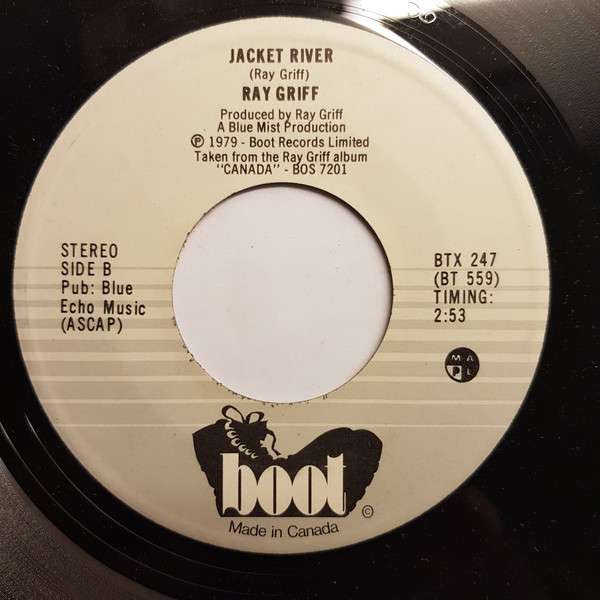 JACKET RIVER
(Ray Griff)
RAY GRIFF
Produced by Ray Griff
A Blue Mist Production
Ⓟ 1979 - Boot Records Limited
Taken from the Ray Griff album
"CANADA" - BOS 7201
STEREO
SIDE B
Pub: Blue
Echo Music
(ASCAP)
BTX 247
(BT 559)
TIMING:
2:53
M A
P L
boot
©
Made in Canada